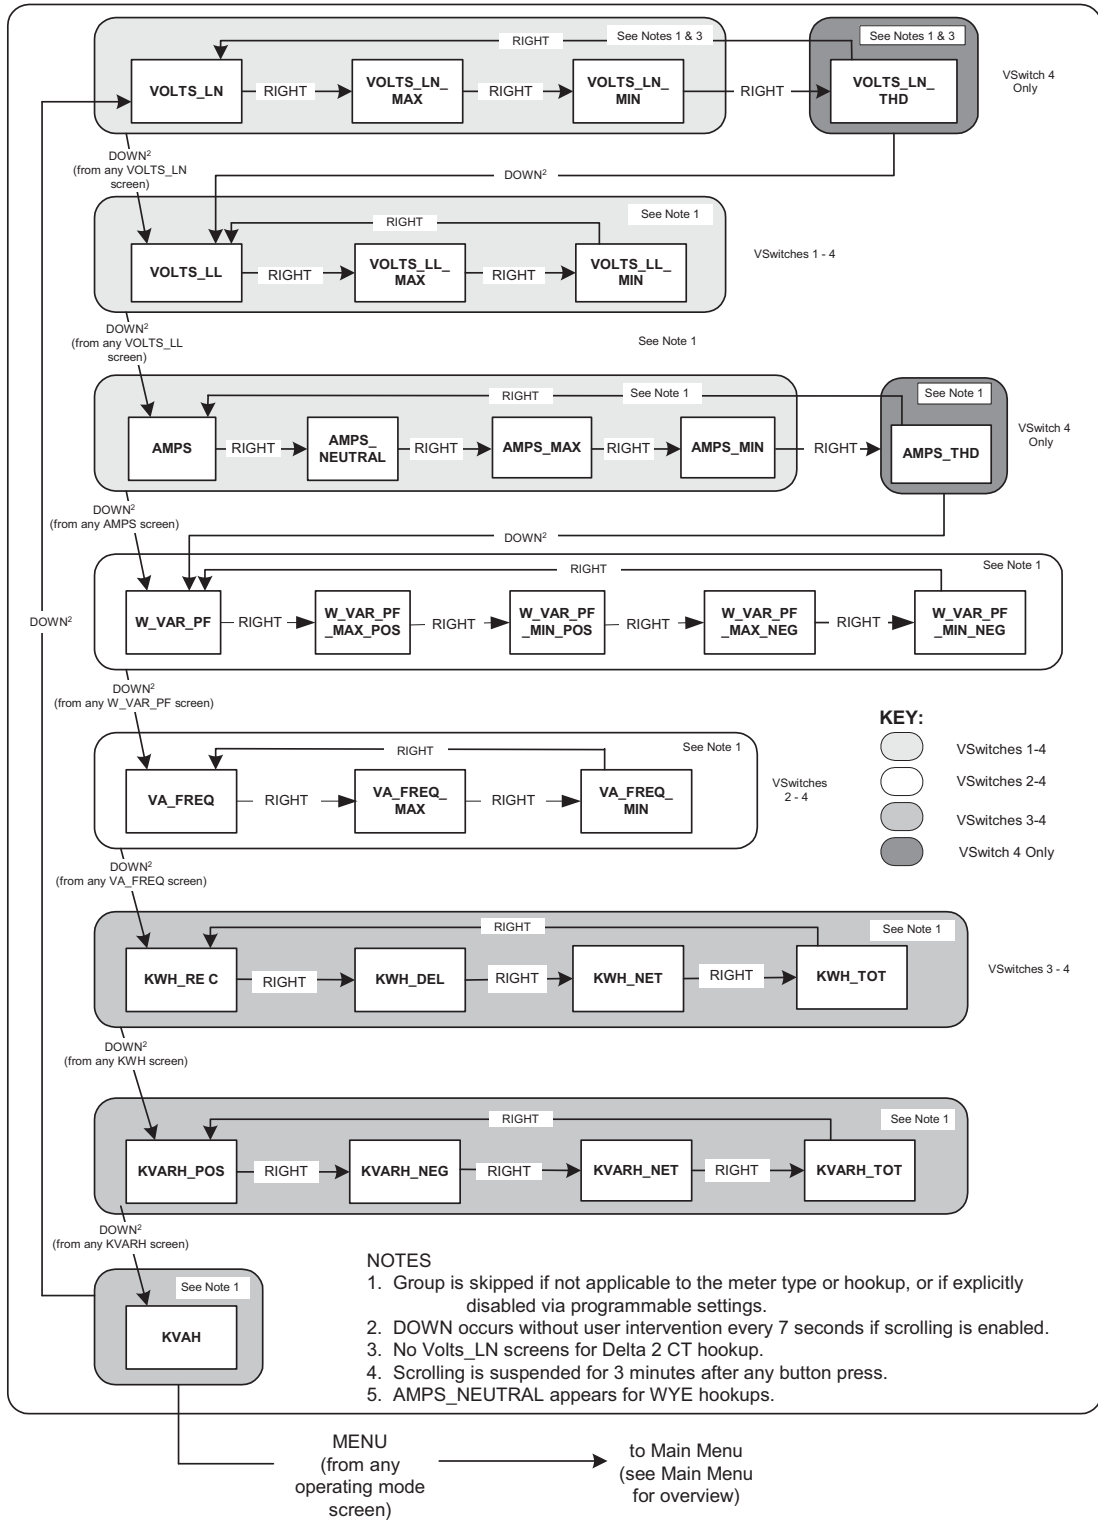 RIGHT
See Notes 1 & 3
See Notes 1 & 3
VOLTS_LN
RIGHT
VOLTS_LN_
MAX
RIGHT
VOLTS_LN_
MIN
RIGHT
VOLTS_LN_
THD
VSwitch 4
Only
DOWN²
(from any VOLTS_LN
screen)
DOWN²
See Note 1
RIGHT
VOLTS_LL
RIGHT
VOLTS_LL_
MAX
RIGHT
VOLTS_LL_
MIN
VSwitches 1 - 4
DOWN²
(from any VOLTS_LL
screen)
See Note 1
RIGHT
See Note 1
See Note 1
AMPS
RIGHT
AMPS_
NEUTRAL
RIGHT
AMPS_MAX
RIGHT
AMPS_MIN
RIGHT
AMPS_THD
VSwitch 4
Only
DOWN²
(from any AMPS screen)
DOWN²
See Note 1
RIGHT
W_VAR_PF
RIGHT
W_VAR_PF
_MAX_POS
RIGHT
W_VAR_PF
_MIN_POS
RIGHT
W_VAR_PF
_MAX_NEG
RIGHT
W_VAR_PF
_MIN_NEG
DOWN²
DOWN²
(from any W_VAR_PF screen)
See Note 1
RIGHT
VA_FREQ
RIGHT
VA_FREQ_
MAX
RIGHT
VA_FREQ_
MIN
VSwitches
2 - 4
KEY:
VSwitches 1-4
VSwitches 2-4
VSwitches 3-4
VSwitch 4 Only
DOWN²
(from any VA_FREQ screen)
RIGHT
See Note 1
KWH_RE C
RIGHT
KWH_DEL
RIGHT
KWH_NET
RIGHT
KWH_TOT
VSwitches 3 - 4
DOWN²
(from any KWH screen)
RIGHT
See Note 1
KVARH_POS
RIGHT
KVARH_NEG
RIGHT
KVARH_NET
RIGHT
KVARH_TOT
DOWN²
(from any KVARH screen)
See Note 1
KVAH
NOTES
1. Group is skipped if not applicable to the meter type or hookup, or if explicitly
disabled via programmable settings.
2. DOWN occurs without user intervention every 7 seconds if scrolling is enabled.
3. No Volts_LN screens for Delta 2 CT hookup.
4. Scrolling is suspended for 3 minutes after any button press.
5. AMPS_NEUTRAL appears for WYE hookups.
MENU
(from any
operating mode
screen)
to Main Menu
(see Main Menu
for overview)